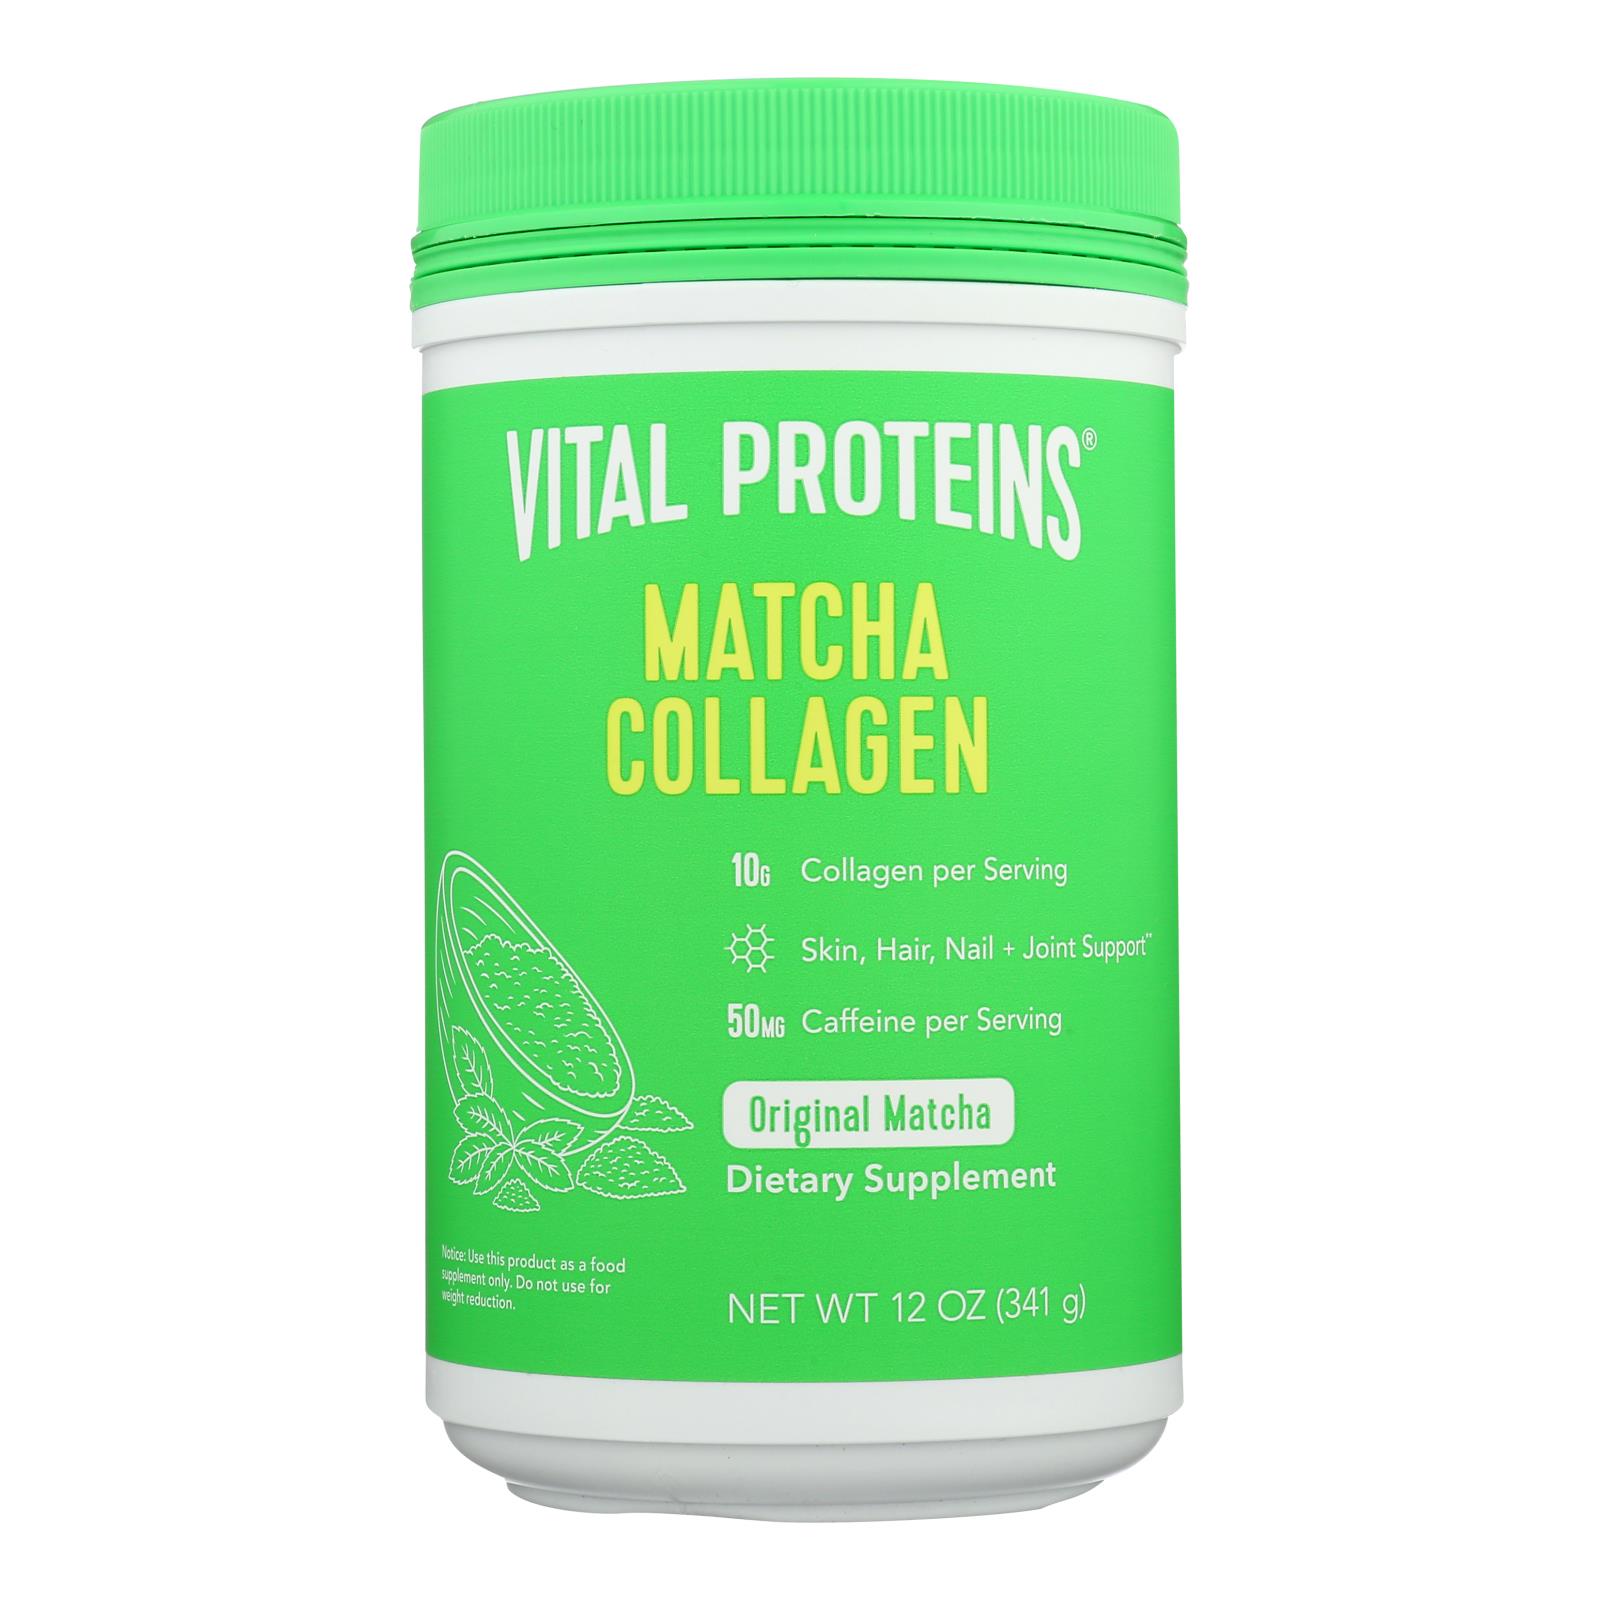 VITAL PROTEINS®
MATCHA
COLLAGEN
10G Collagen per Serving
Skin, Hair, Nail + Joint Support**
50MG Caffeine per Serving
Original Matcha
Dietary Supplement
Notice: Use this product as a food
supplement only. Do not use for
weight reduction.
NET WT 12 OZ (341 g)